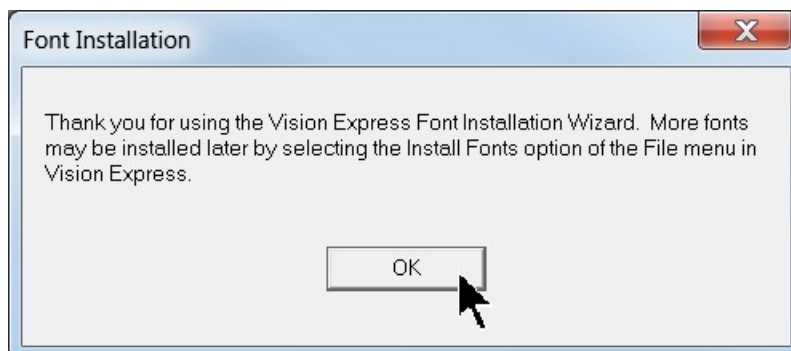 Font Installation
Thank you for using the Vision Express Font Installation Wizard.  More fonts
may be installed later by selecting the Install Fonts option of the File menu in
Vision Express.
OK